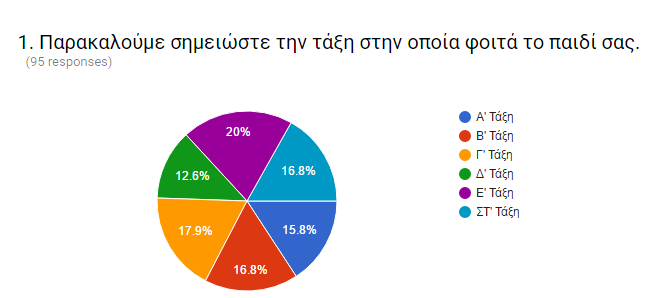 1. Παρακαλούμε σημειώστε την τάξη στην οποία φοιτά το παιδί σας.
(95 responses)
20%
16.8%
12.6%
15.8%
17.9%
16.8%
Α' Τάξη
Β' Τάξη
Γ' Τάξη
Δ' Τάξη
Ε' Τάξη
ΣΤ' Τάξη